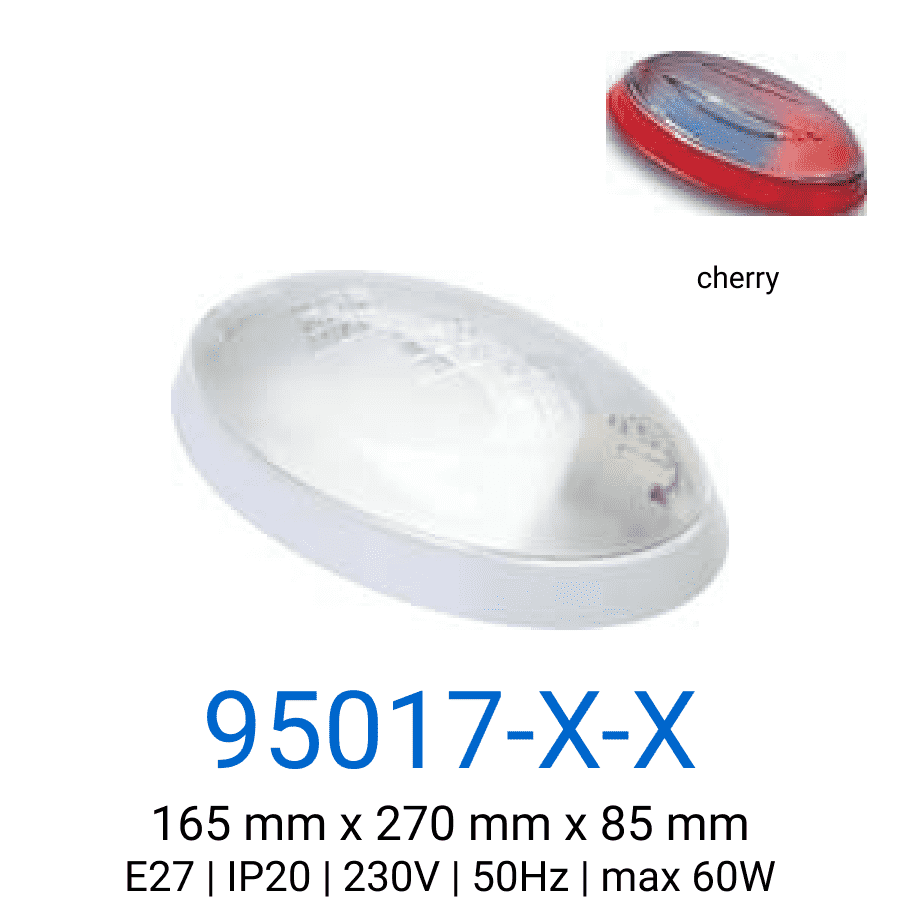 cherry
95017-X-X
165 mm x 270 mm x 85 mm
E27 | IP20 | 230V | 50Hz | max 60W